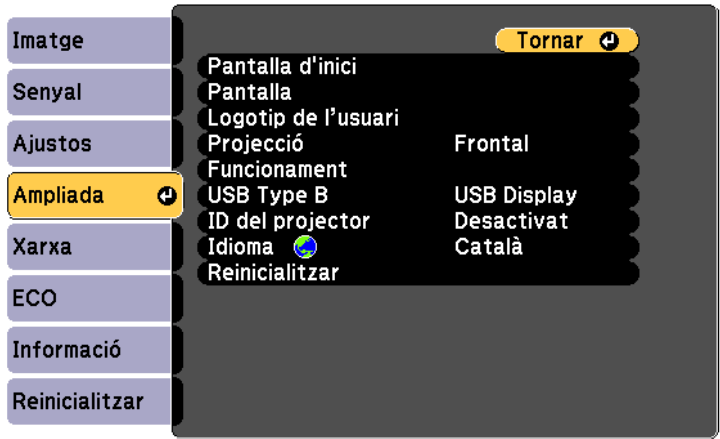 Imatge
Senyal
Ajustos
Ampliada
Xarxa
ECO
Informació
Reinicialitzar
Tornar
Pantalla d'inici
Pantalla
Logotip de l’usuari
Projecció Frontal
Funcionament
USB Type B USB Display
ID del projector Desactivat
Idioma Català
Reinicialitzar